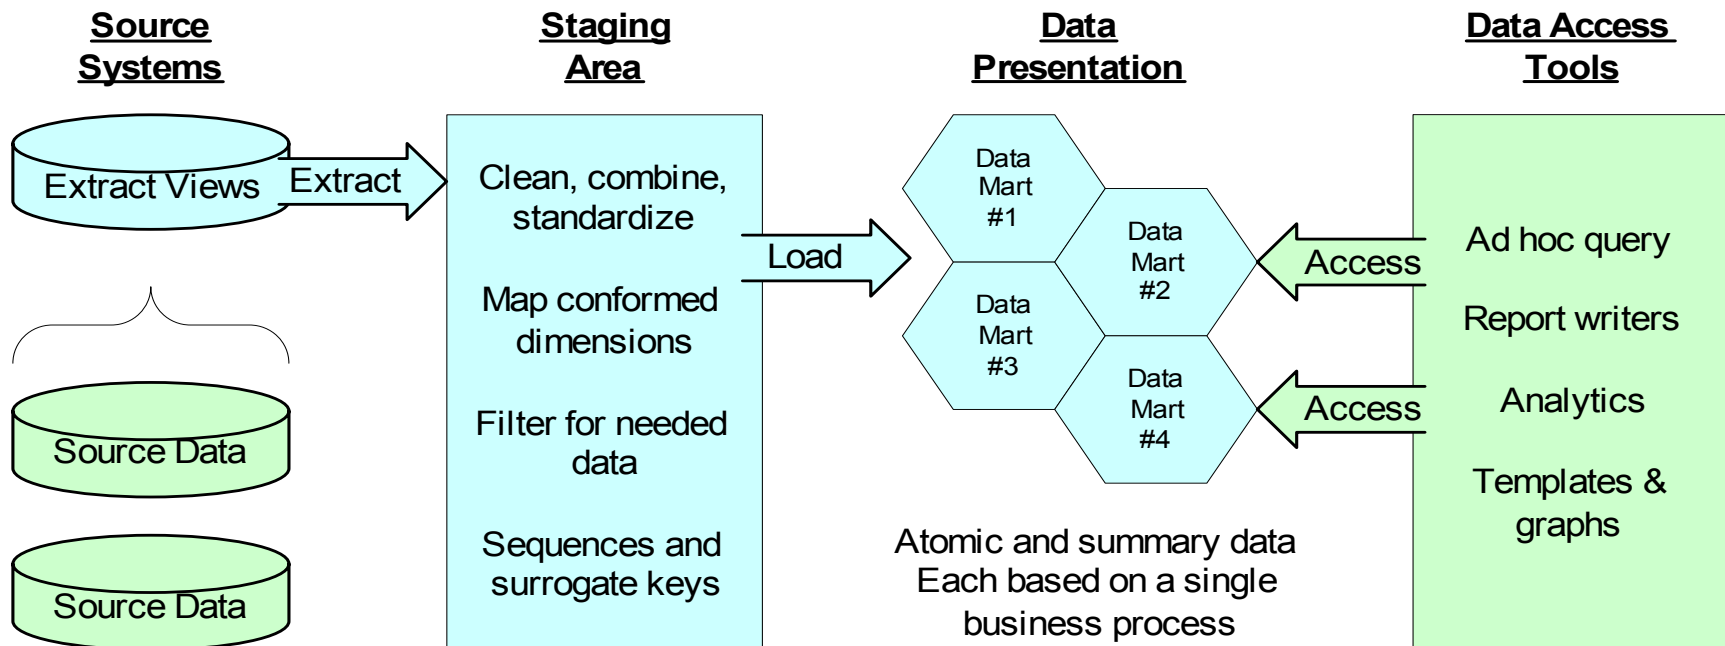 Source
Systems
Extract Views
Extract
Source Data
Source Data
Staging
Area
Clean, combine,
standardize
Map conformed
dimensions
Filter for needed
data
Sequences and
surrogate keys
Load
Data
Presentation
Data
Mart
#1
Data
Mart
#2
Data
Mart
#3
Data
Mart
#4
Atomic and summary data
Each based on a single
business process
Access
Access
Data Access
Tools
Ad hoc query
Report writers
Analytics
Templates &
graphs